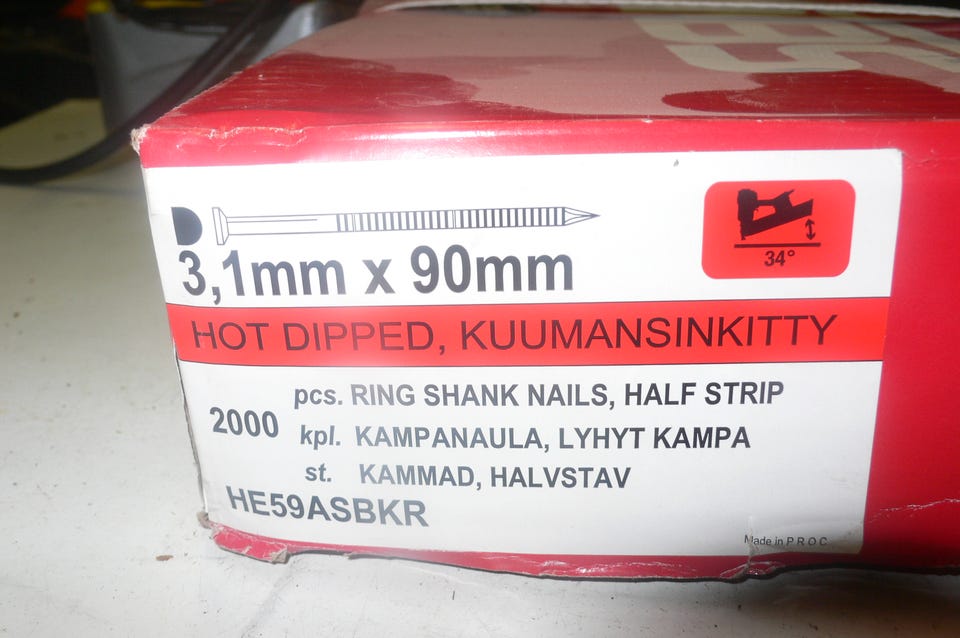 34°
3,1mm x 90mm
HOT DIPPED, KUUMANSINKITTY
2000
pcs. RING SHANK NAILS, HALF STRIP
kpl. KAMPANAULA, LYHYT KAMPA
st. KAMMAD, HALVSTAV
HE59ASBKR
Made in P R O C